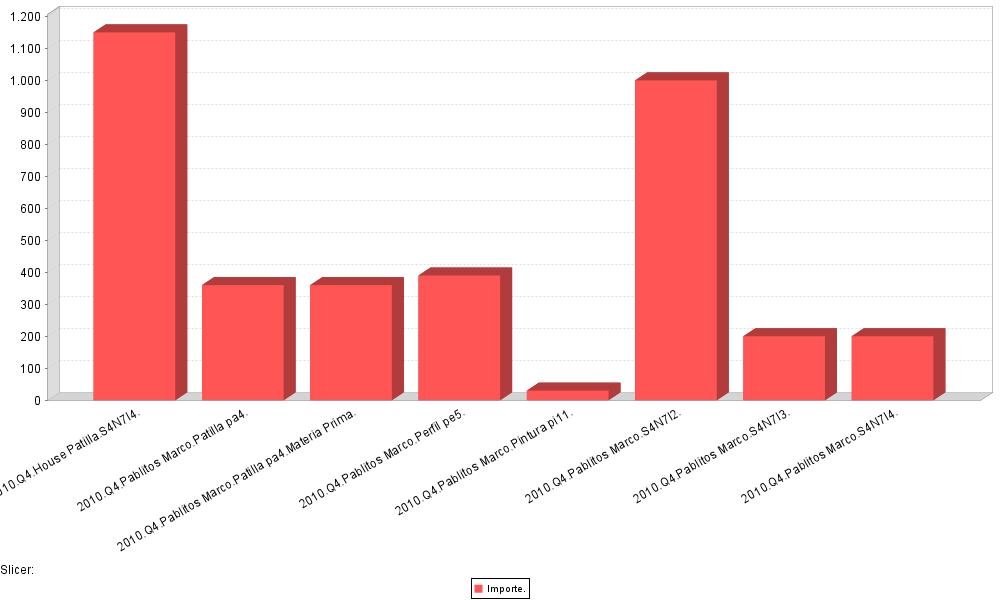 1.200
1.100
1.000
900
800
700
600
500
400
300
200
100
0
010.Q4.House Patilla.S4N7I4.
2010.Q4.Pablitos Marco.Patilla pa4.
2010.Q4.Pablitos Marco.Patilla pa4.Materia Prima.
2010.Q4.Pablitos Marco.Perfil pe5.
2010.Q4.Pablitos Marco.Pintura pi11.
2010.Q4.Pablitos Marco.S4N7I2.
2010.Q4.Pablitos Marco.S4N7I3.
2010.Q4.Pablitos Marco.S4N7I4.
Slicer:
Importe.